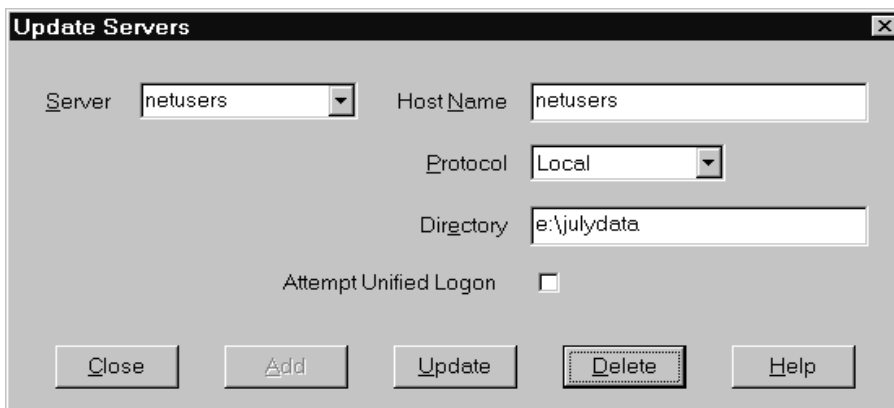 Update Servers
Server netusers Host Name netusers
Protocol Local
Directory e:\julydata
Attempt Unified Logon
Close Add Update Delete Help